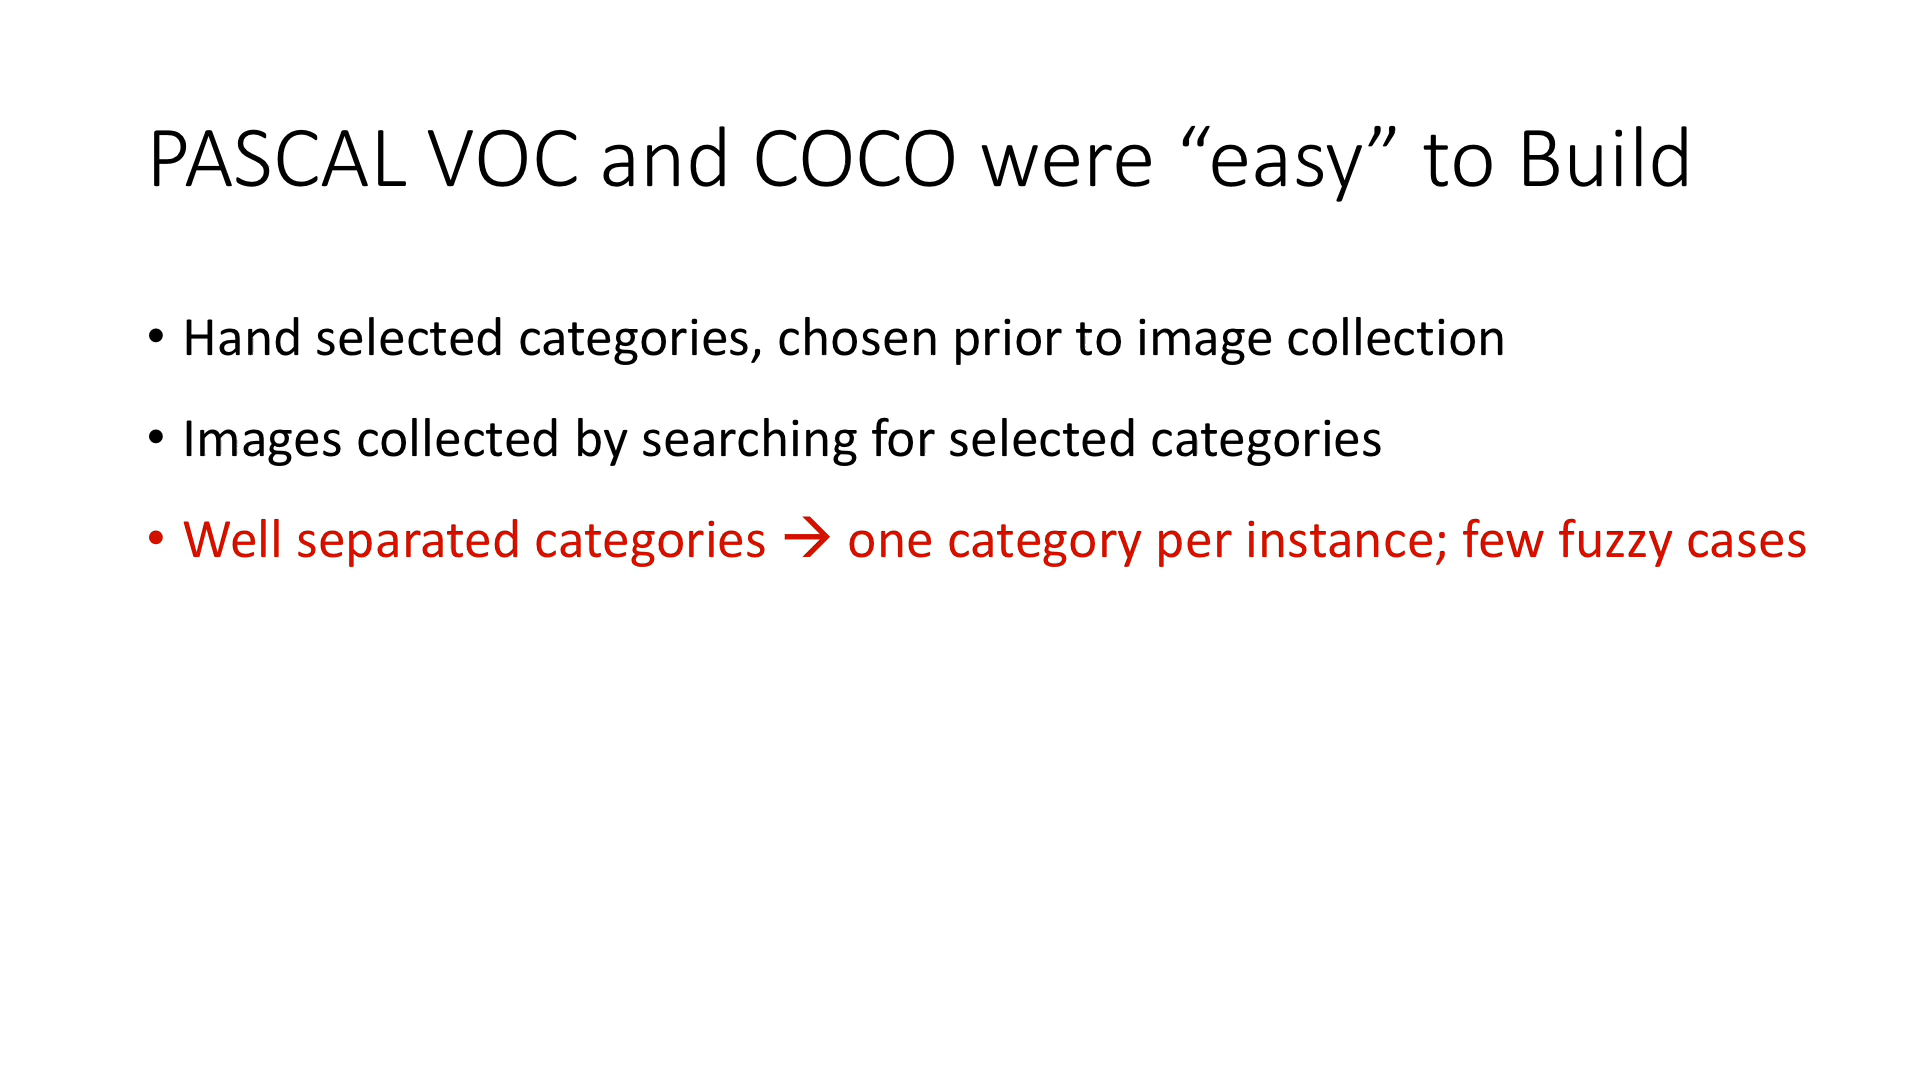 PASCAL VOC and COCO were “easy” to Build
• Hand selected categories, chosen prior to image collection
• Images collected by searching for selected categories
• Well separated categories → one category per instance; few fuzzy cases